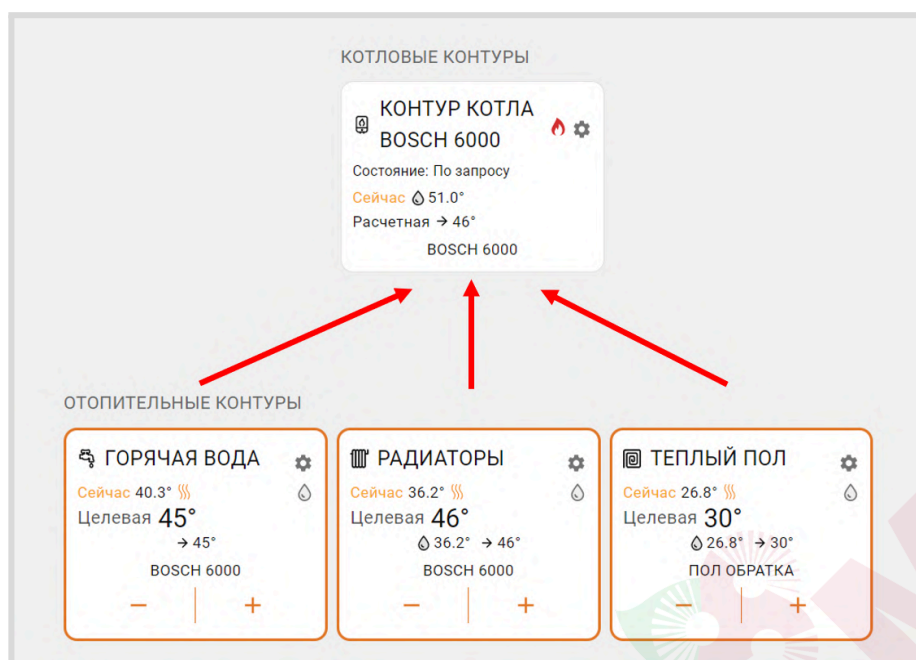 КОТЛОВЫЕ КОНТУРЫ
КОНТУР КОТЛА
BOSCH 6000
Состояние: По запросу
Сейчас 51.0°
Расчетная → 46°
BOSCH 6000
ОТОПИТЕЛЬНЫЕ КОНТУРЫ
ГОРЯЧАЯ ВОДА
Сейчас 40.3°
Целевая 45°
→ 45°
BOSCH 6000
− +
РАДИАТОРЫ
Сейчас 36.2°
Целевая 46°
36.2° → 46°
BOSCH 6000
− +
ТЕПЛЫЙ ПОЛ
Сейчас 26.8°
Целевая 30°
26.8° → 30°
ПОЛ ОБРАТКА
− +